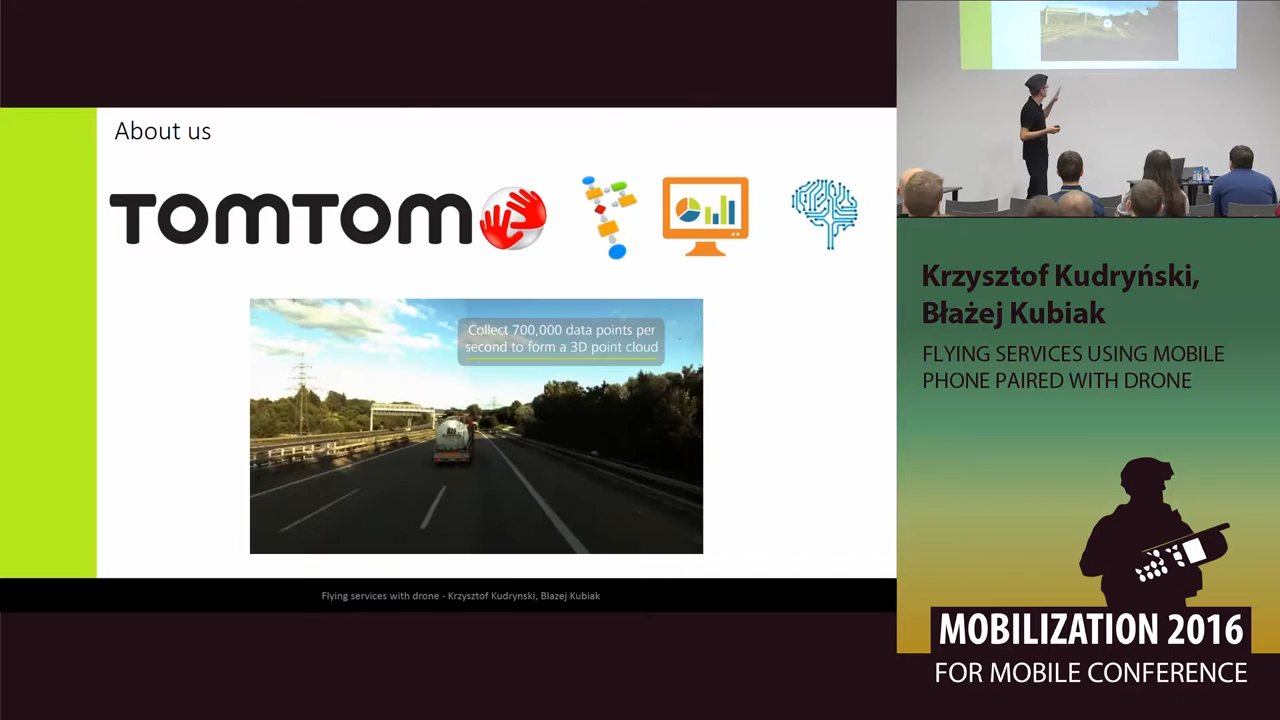 About us
TOMTOM
Collect 700,000 data points per
second to form a 3D point cloud
Flying services with drone - Krzysztof Kudrynski, Blazej Kubiak
Krzysztof Kudryński,
Błażej Kubiak
FLYING SERVICES USING MOBILE
PHONE PAIRED WITH DRONE
MOBILIZATION 2016
FOR MOBILE CONFERENCE